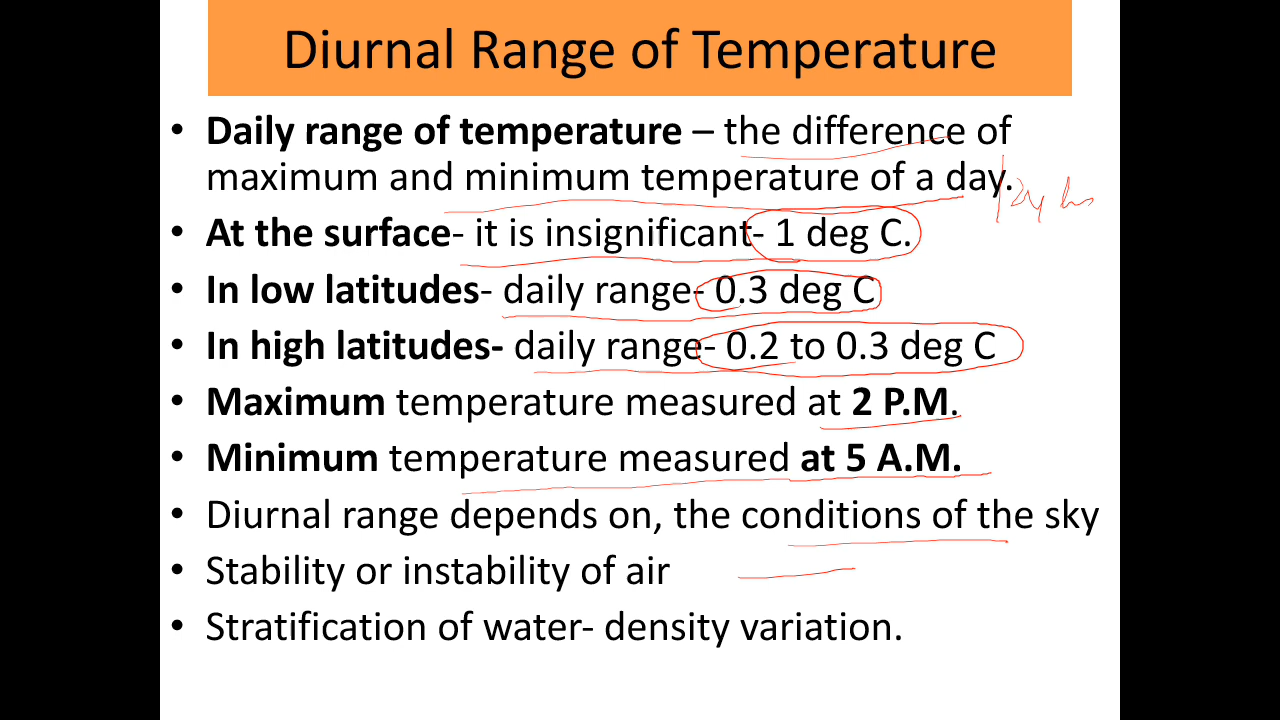 Diurnal Range of Temperature
• Daily range of temperature – the difference of
maximum and minimum temperature of a day.
24 hrs
• At the surface- it is insignificant- 1 deg C.
• In low latitudes- daily range- 0.3 deg C
• In high latitudes- daily range- 0.2 to 0.3 deg C
• Maximum temperature measured at 2 P.M.
• Minimum temperature measured at 5 A.M.
• Diurnal range depends on, the conditions of the sky
• Stability or instability of air
• Stratification of water- density variation.